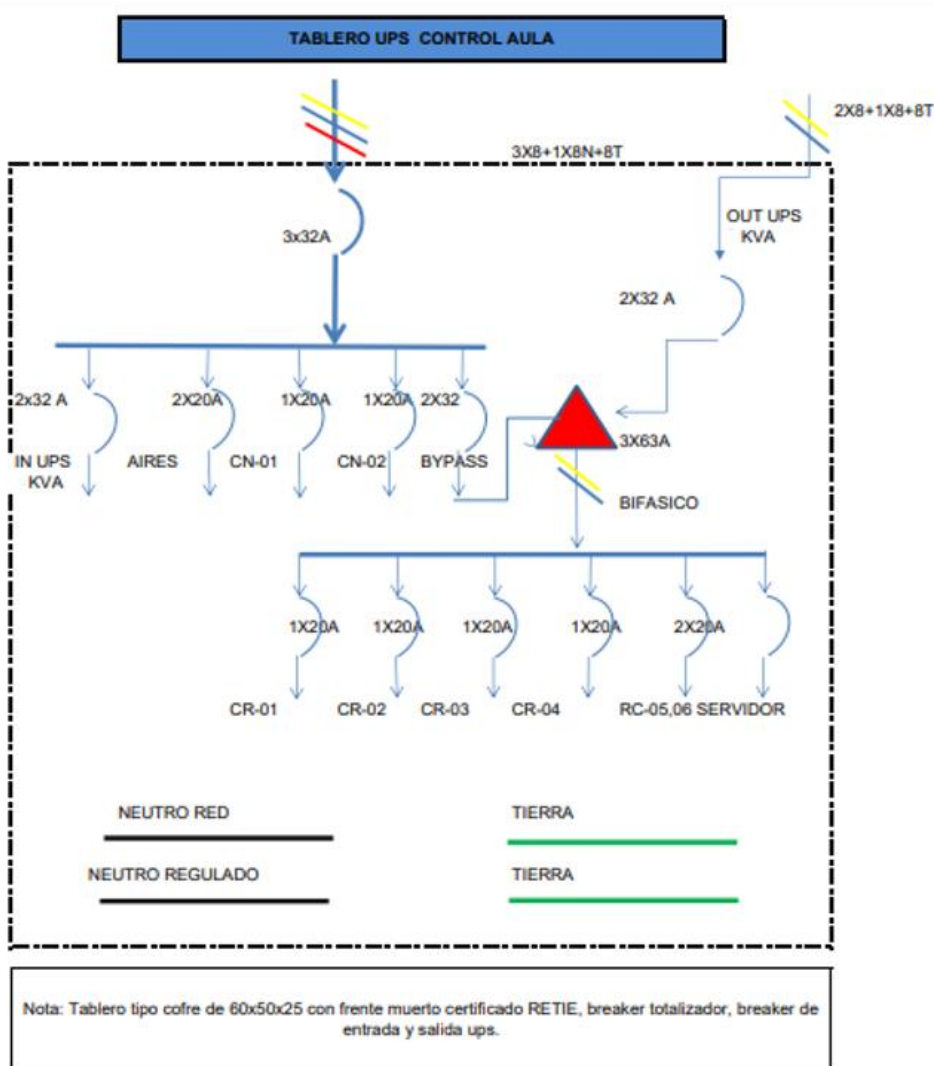 TABLERO UPS CONTROL AULA
2X8+1X8+8T
3X8+1X8N+8T
3x32A
OUT UPS
KVA
2X32 A
2x32 A
2X20A
1X20A
1X20A
2X32
3X63A
IN UPS
KVA
AIRES
CN-01
CN-02
BYPASS
BIFASICO
1X20A
1X20A
1X20A
1X20A
2X20A
CR-01
CR-02
CR-03
CR-04
RC-05,06 SERVIDOR
NEUTRO RED
TIERRA
NEUTRO REGULADO
TIERRA
Nota: Tablero tipo cofre de 60x50x25 con frente muerto certificado RETIE, breaker totalizador, breaker de
entrada y salida ups.